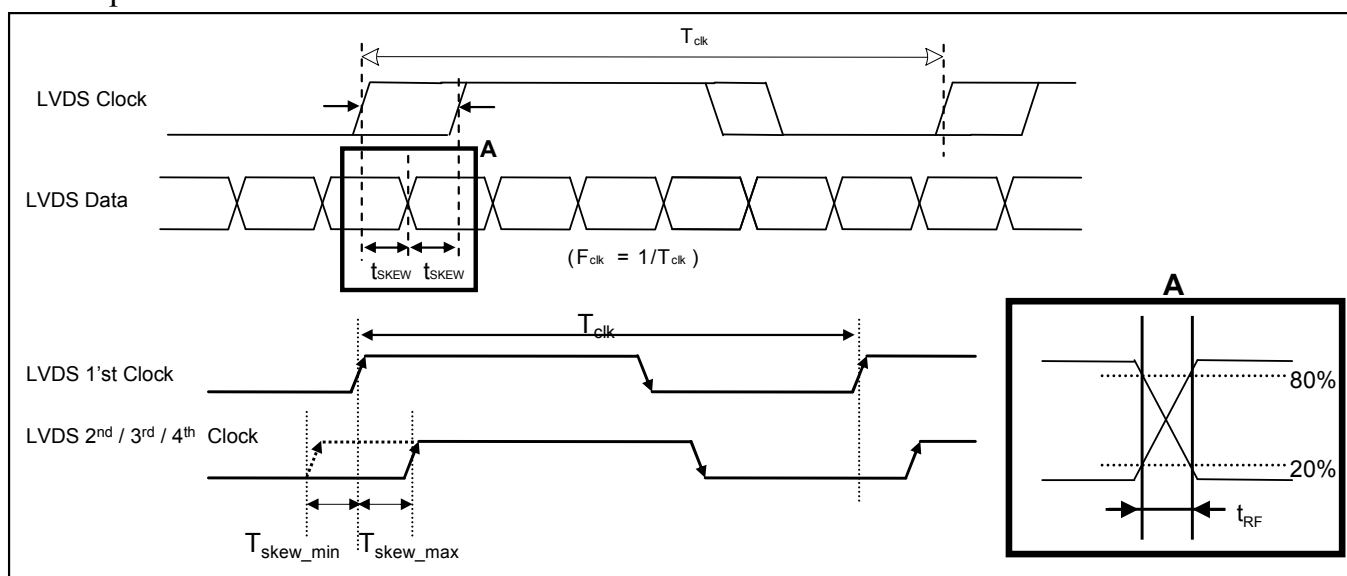 Tclk
LVDS Clock
A
LVDS Data
tSKEW tSKEW
(Fclk = 1/Tclk)
A
Tclk
LVDS 1'st Clock
80%
LVDS 2nd / 3rd / 4th Clock
20%
tRF
Tskew_min Tskew_max